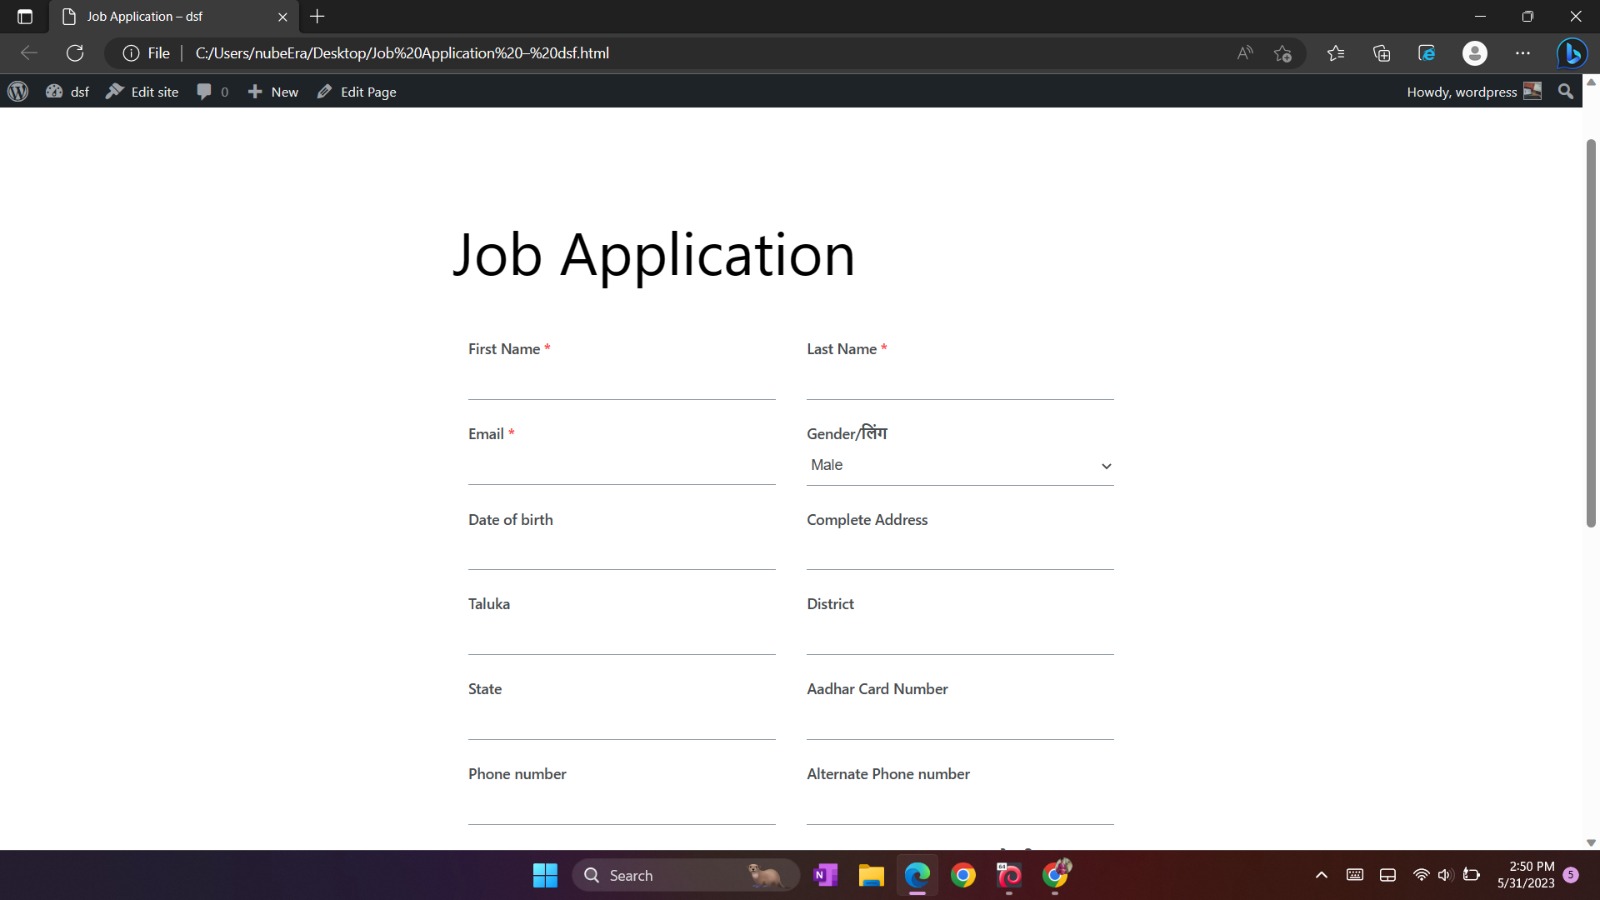 Job Application – dsf
File
C:/Users/nubeEra/Desktop/Job%20Application%20–%20dsf.html
dsf Edit site 0 New Edit Page Howdy, wordpress
Job Application
First Name * Last Name *
Email * Gender/लिंग
Male
Date of birth Complete Address
Taluka District
State Aadhar Card Number
Phone number Alternate Phone number
Search
2:50 PM
5/31/2023 5